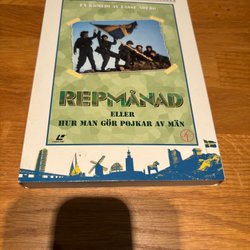 EN KOMEDI AV LASSE ÅBERG
REPMÅNAD
ELLER
HUR MAN GÖR POJKAR AV MÄN